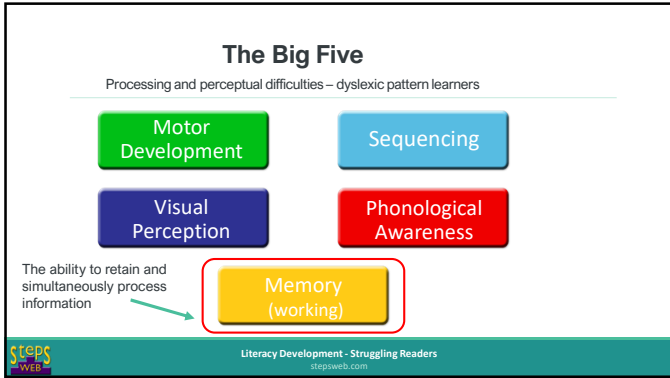 The Big Five
Processing and perceptual difficulties – dyslexic pattern learners
Motor
Development
Sequencing
Visual
Perception
Phonological
Awareness
The ability to retain and
simultaneously process
information
Memory
(working)
steps
WEB
Literacy Development - Struggling Readers
stepsweb.com